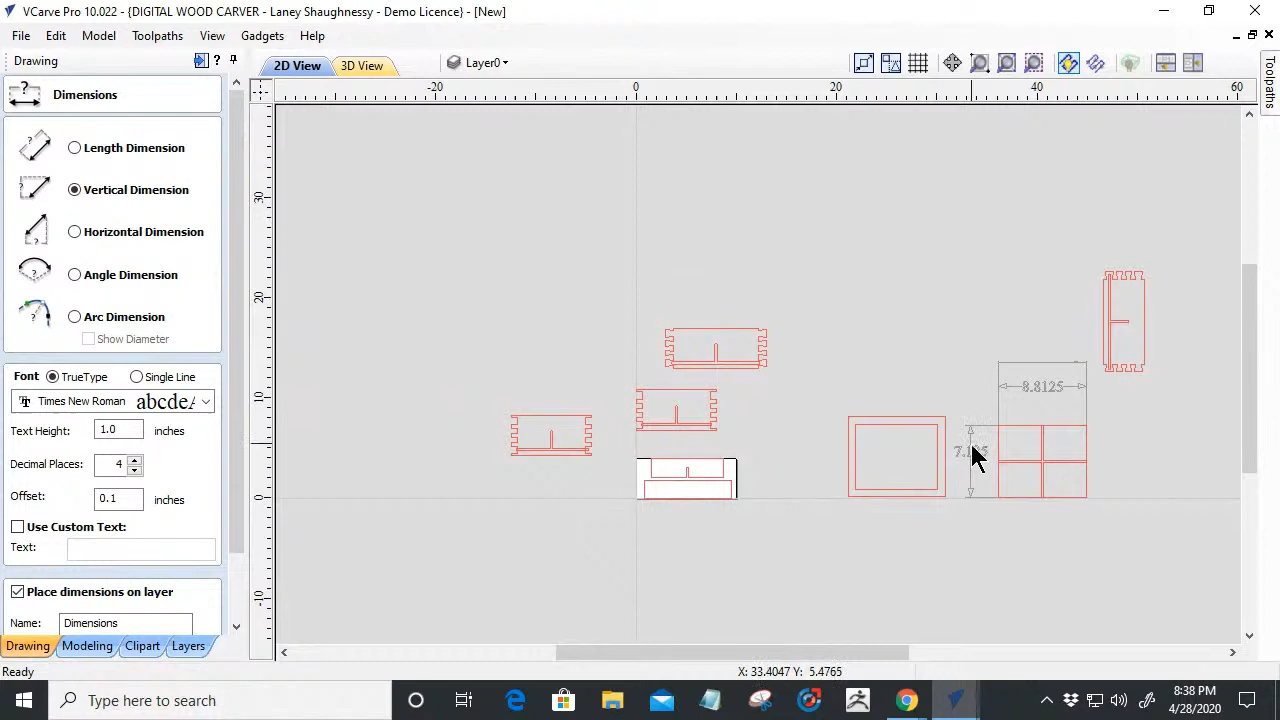 VCarve Pro 10.022 - {DIGITAL WOOD CARVER - Laney Shaughnessy - Demo Licence} - [New]
File Edit Model Toolpaths View Gadgets Help
Drawing
2D View 3D View Layer0
Dimensions
Length Dimension
Vertical Dimension
Horizontal Dimension
Angle Dimension
Arc Dimension
Show Diameter
Font TrueType Single Line
Times New Roman abcdeA
Text Height: 1.0 inches
Decimal Places: 4
Offset: 0.1 inches
Use Custom Text:
Text:
Place dimensions on layer
Name: Dimensions
Drawing Modeling Clipart Layers
-20 0 20 40 60
30
20
10
0
-10
8.8125
Toolpaths
Ready X: 33.4047 Y: 5.4765
Type here to search
8:38 PM
4/28/2020